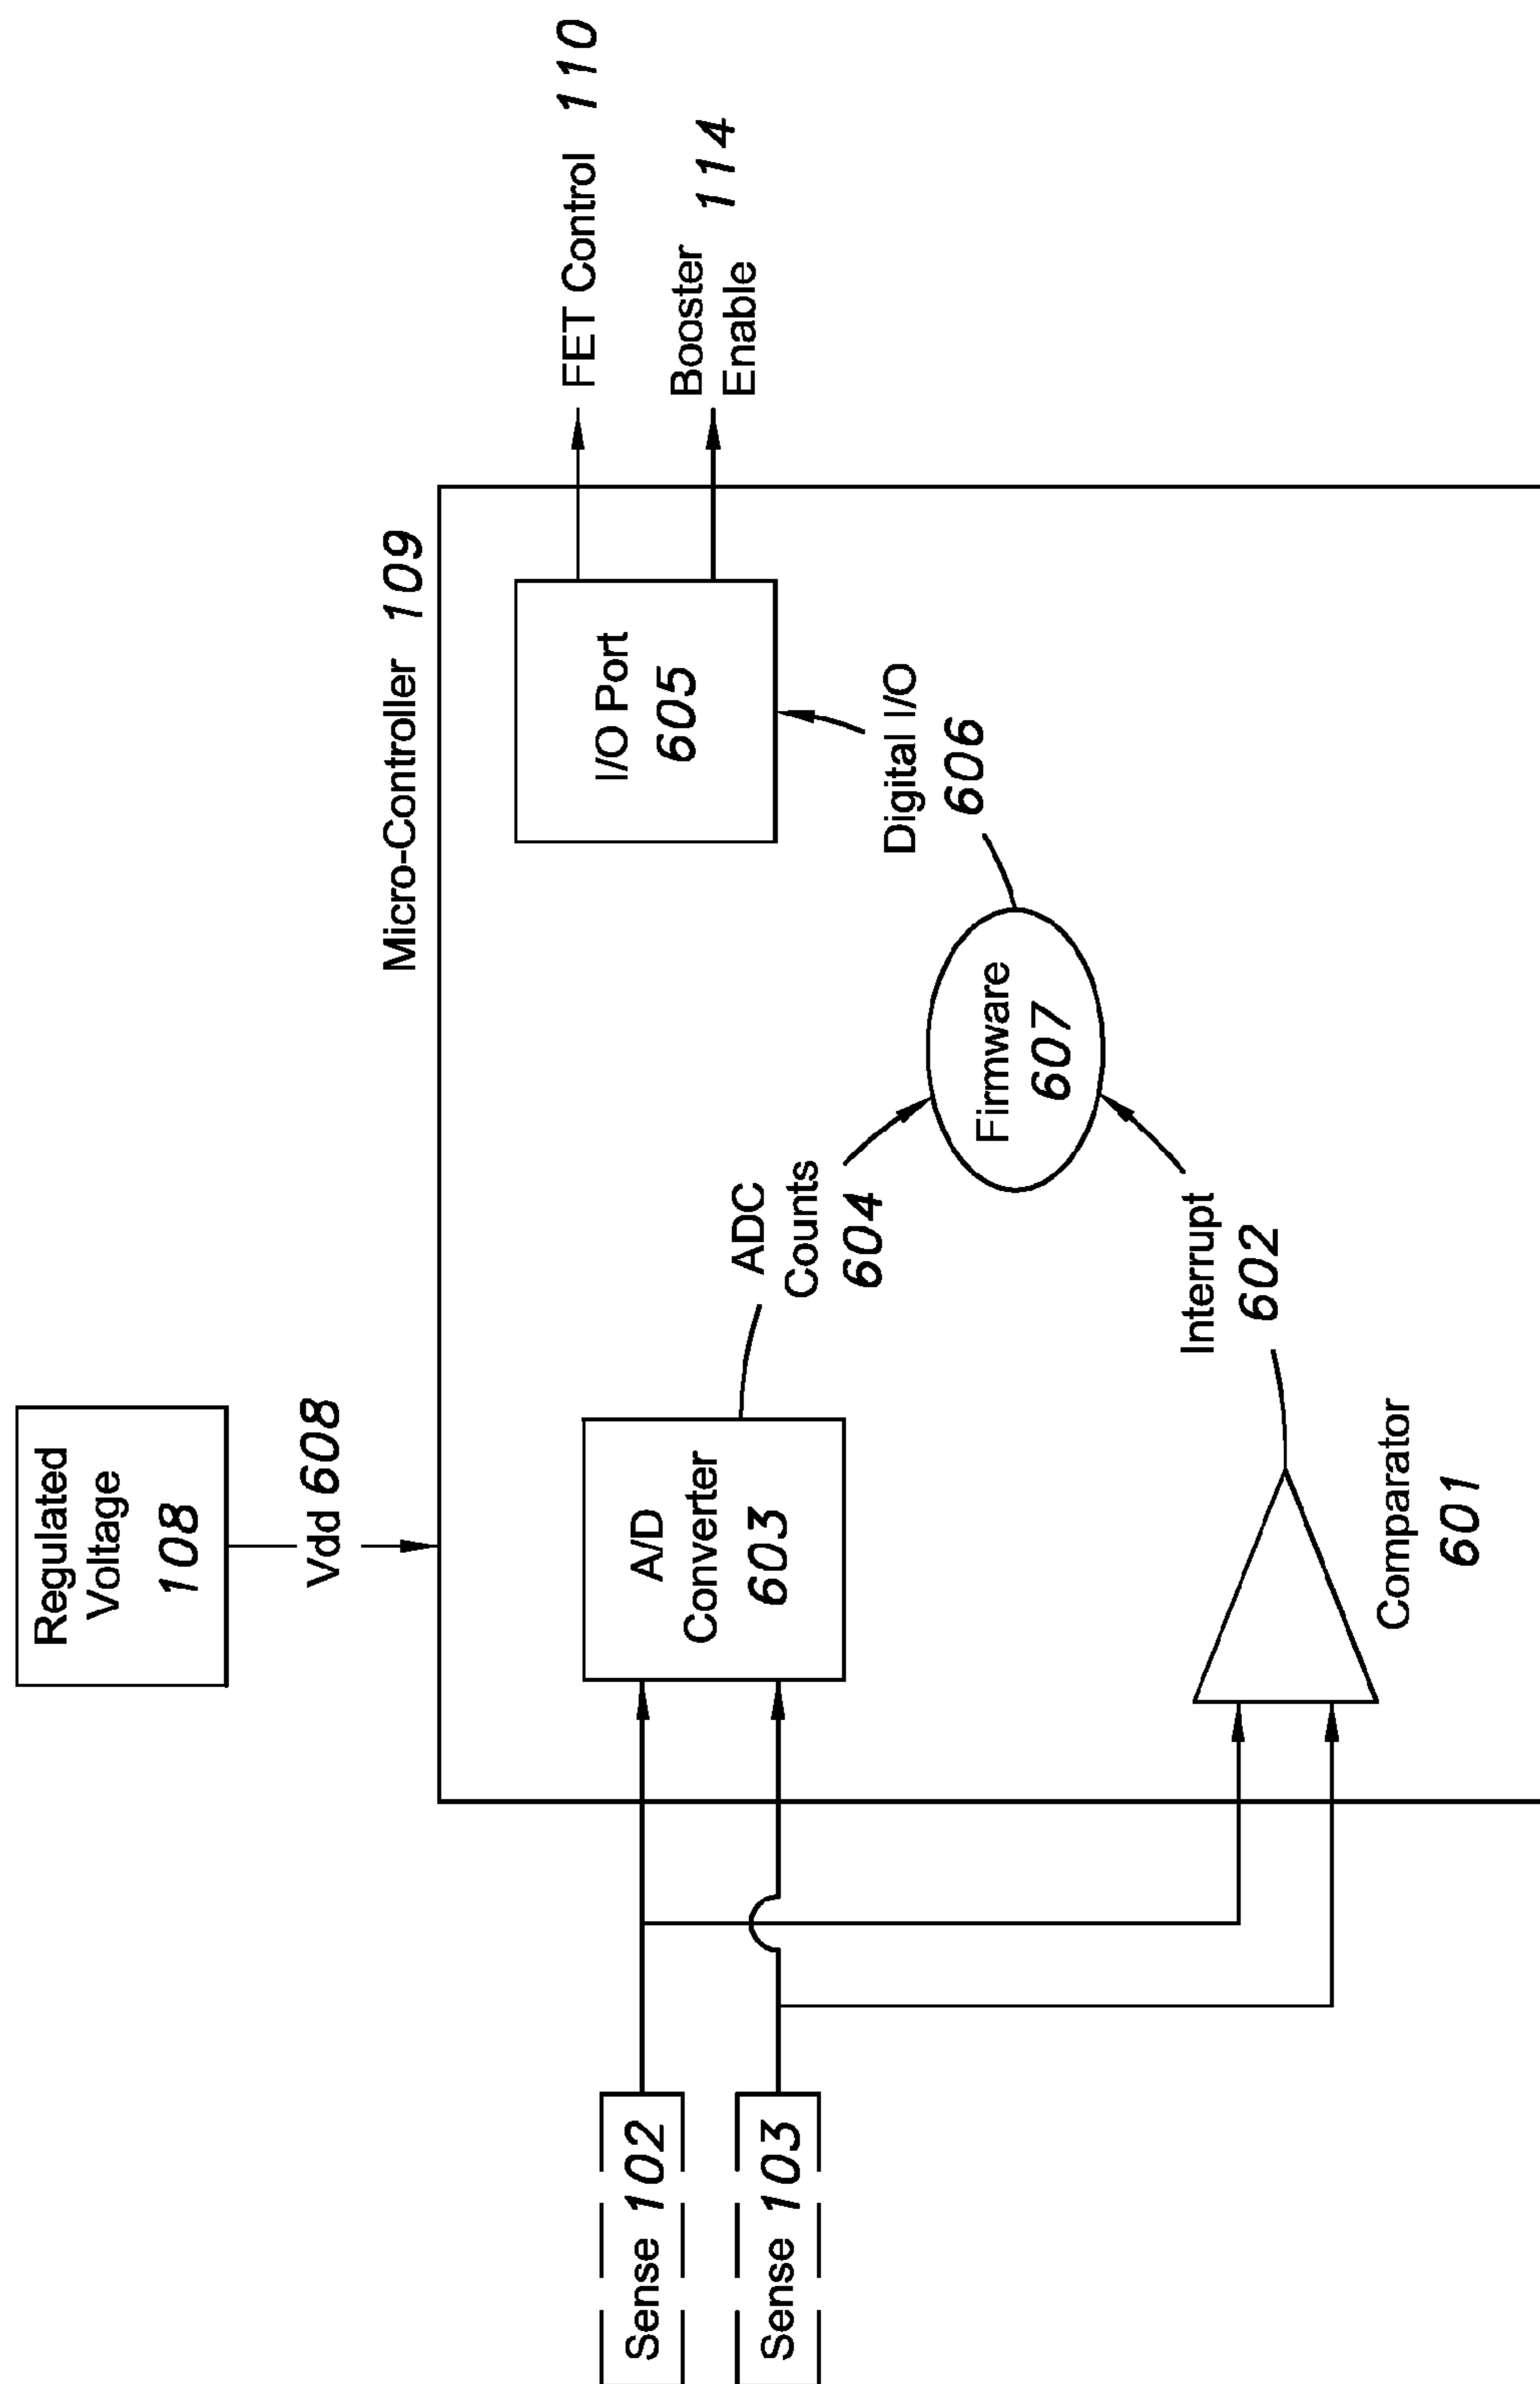 Regulated
Voltage
108
Vdd 608
Micro-Controller 109
FET Control 110
Booster 114
Enable
Sense 102
Sense 103
A/D
Converter
603
ADC
Counts
604
I/O Port
605
Digital I/O
606
Firmware
607
Interrupt
602
Comparator
601